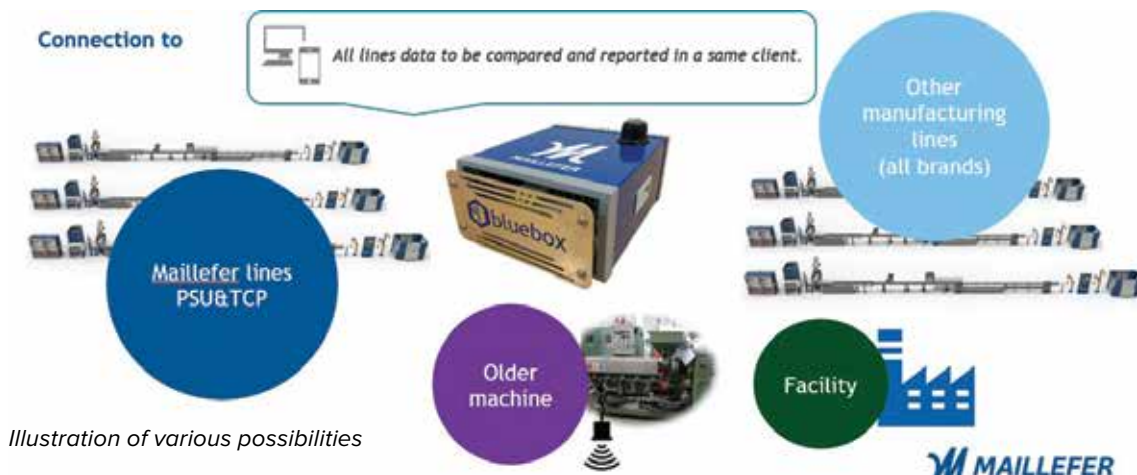 Connection to
All lines data to be compared and reported in a same client.
Other
manufacturing
lines
(all brands)
MAILLEFER
bluebox
Maillefer lines
PSU&TCP
Older
machine
Facility
Illustration of various possibilities
MAILLEFER